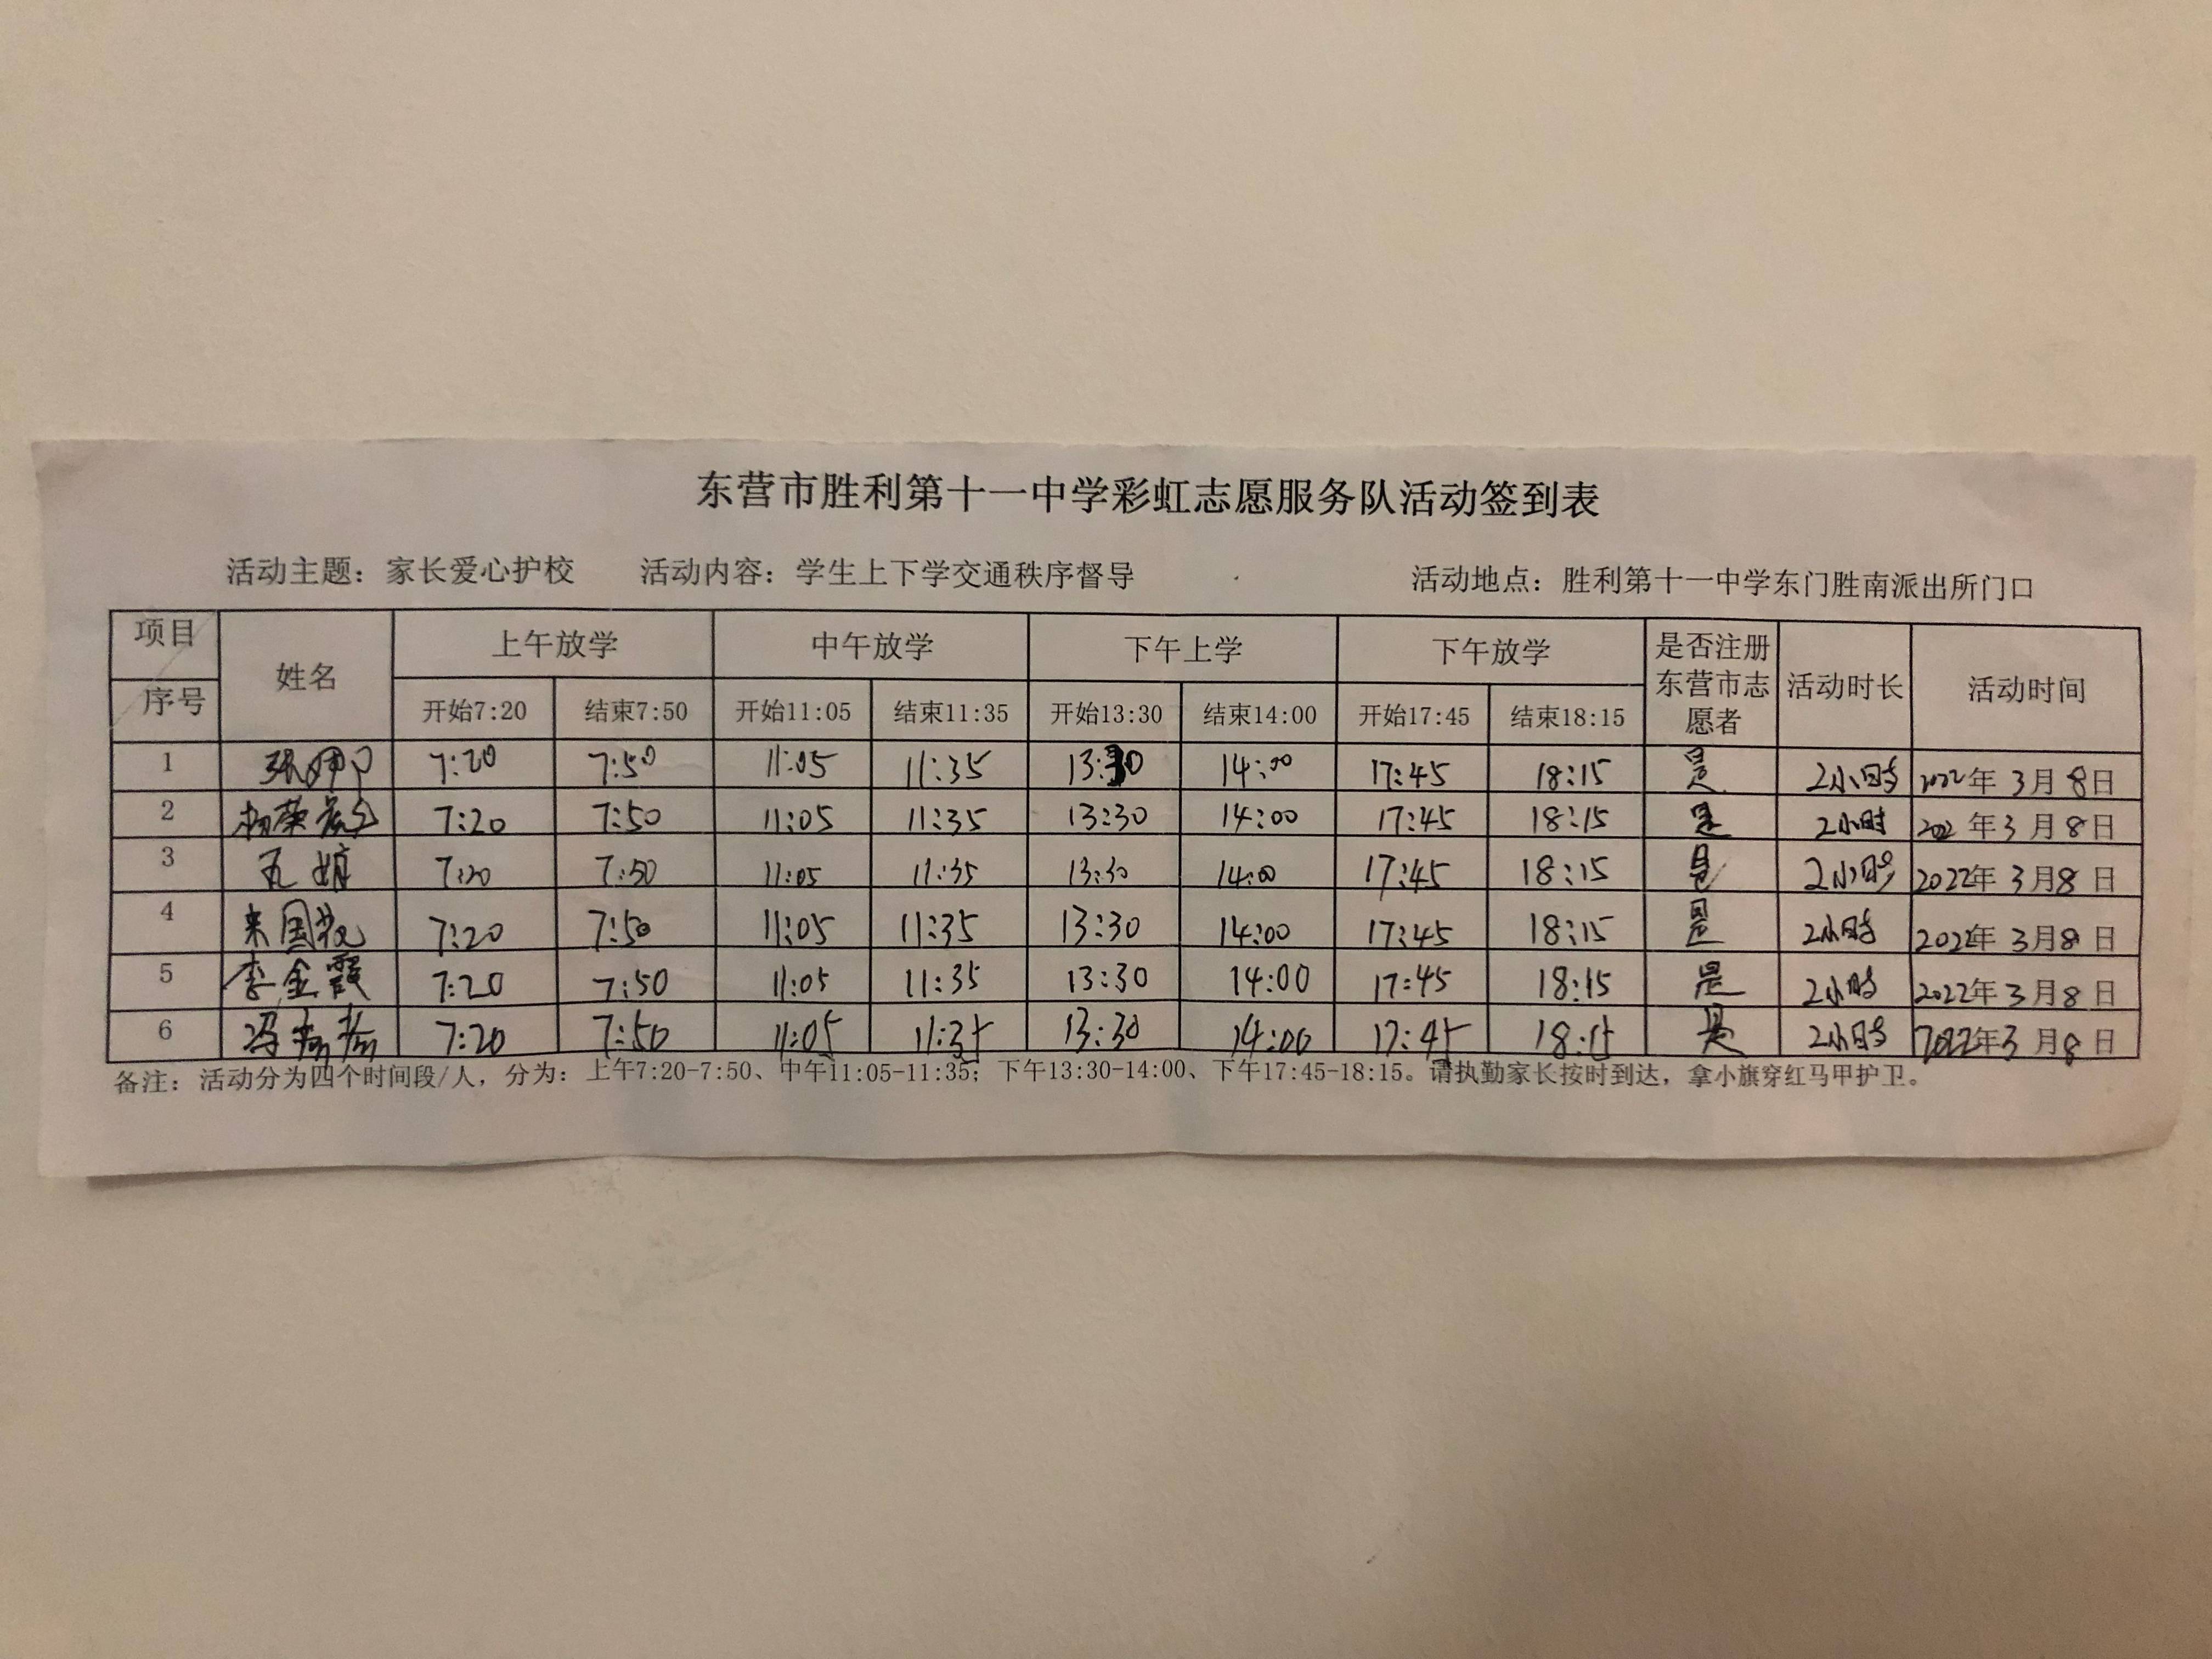 东营市胜利第十一中学彩虹志愿服务队活动签到表
活动主题：家长爱心护校 活动内容：学生上下学交通秩序督导 活动地点：胜利第十一中学东门胜南派出所门口
项目 序号 姓名 上午放学 中午放学 下午上学 下午放学 是否注册东营市志愿者 活动时长 活动时间
开始7:20 结束7:50 开始11:05 结束11:35 开始13:30 结束14:00 开始17:45 结束18:15
1 7:20 7:50 11:05 11:35 13:30 14:00 17:45 18:15 是 2小时 2022年 3月 8日
2 7:20 7:50 11:05 11:35 13:30 14:00 17:45 18:15 是 2小时 202 年 3 月 8日
3 7:20 7:50 11:05 11:35 13:30 14:00 17:45 18:15 是 2小时 2022年 3月8 日
4 7:20 7:50 11:05 11:35 13:30 14:00 17:45 18:15 是 2小时 2022年 3月8 日
5 李金霞 7:20 7:50 11:05 11:35 13:30 14:00 17:45 18:15 是 2小时 2022年 3 月 8 日
6 7:20 7:50 11:05 11:35 13:30 14:00 17:45 18:15 是 2小时 2022年3 月 8 日
备注：活动分为四个时间段/人，分为：上午7:20-7:50、中午11:05-11:35；下午13:30-14:00、下午17:45-18:15。请执勤家长按时到达，拿小旗穿红马甲护卫。